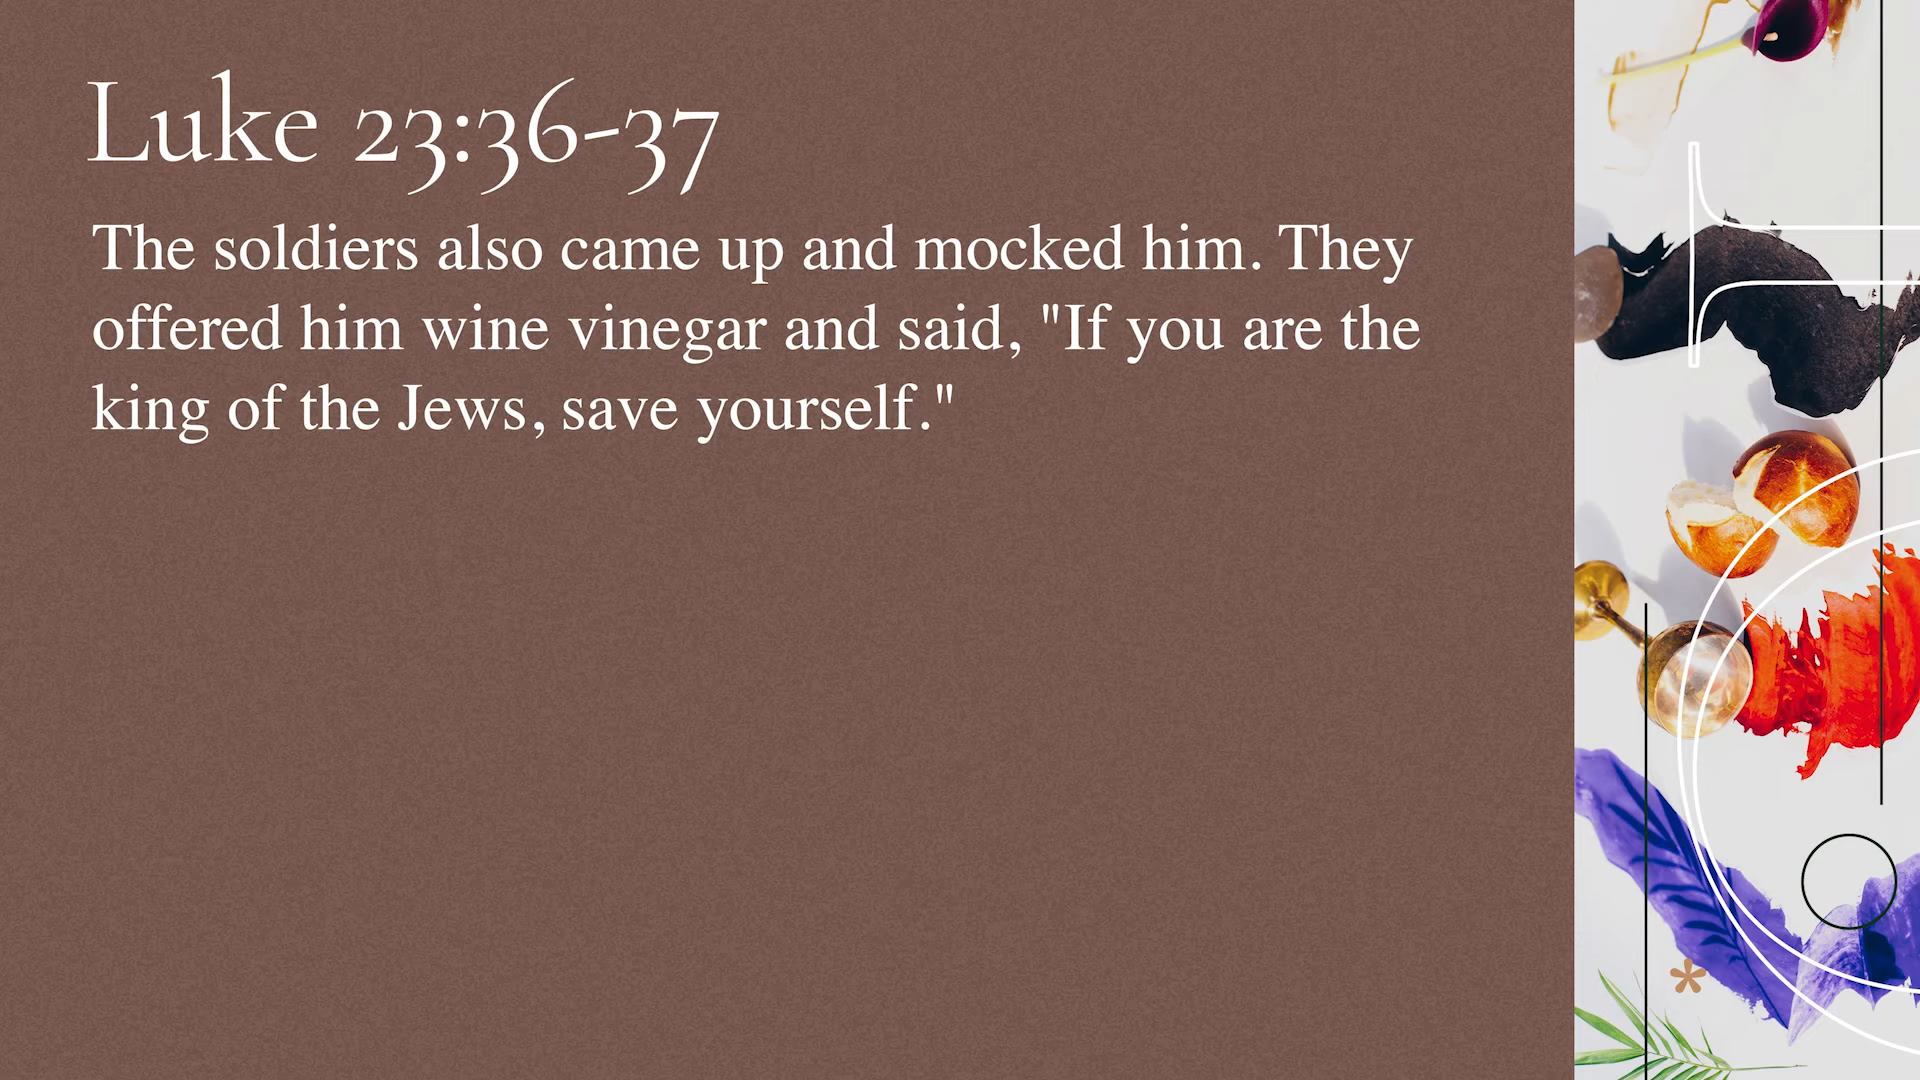 Luke 23:36-37
The soldiers also came up and mocked him. They
offered him wine vinegar and said, "If you are the
king of the Jews, save yourself."